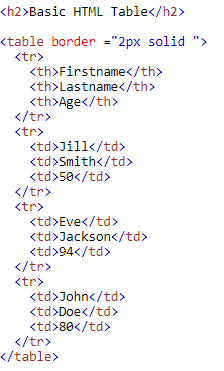 <h2>Basic HTML Table</h2>

<table border ="2px solid ">
  <tr>
    <th>Firstname</th>
    <th>Lastname</th>
    <th>Age</th>
  </tr>
  <tr>
    <td>Jill</td>
    <td>Smith</td>
    <td>50</td>
  </tr>
  <tr>
    <td>Eve</td>
    <td>Jackson</td>
    <td>94</td>
  </tr>
  <tr>
    <td>John</td>
    <td>Doe</td>
    <td>80</td>
  </tr>
</table>